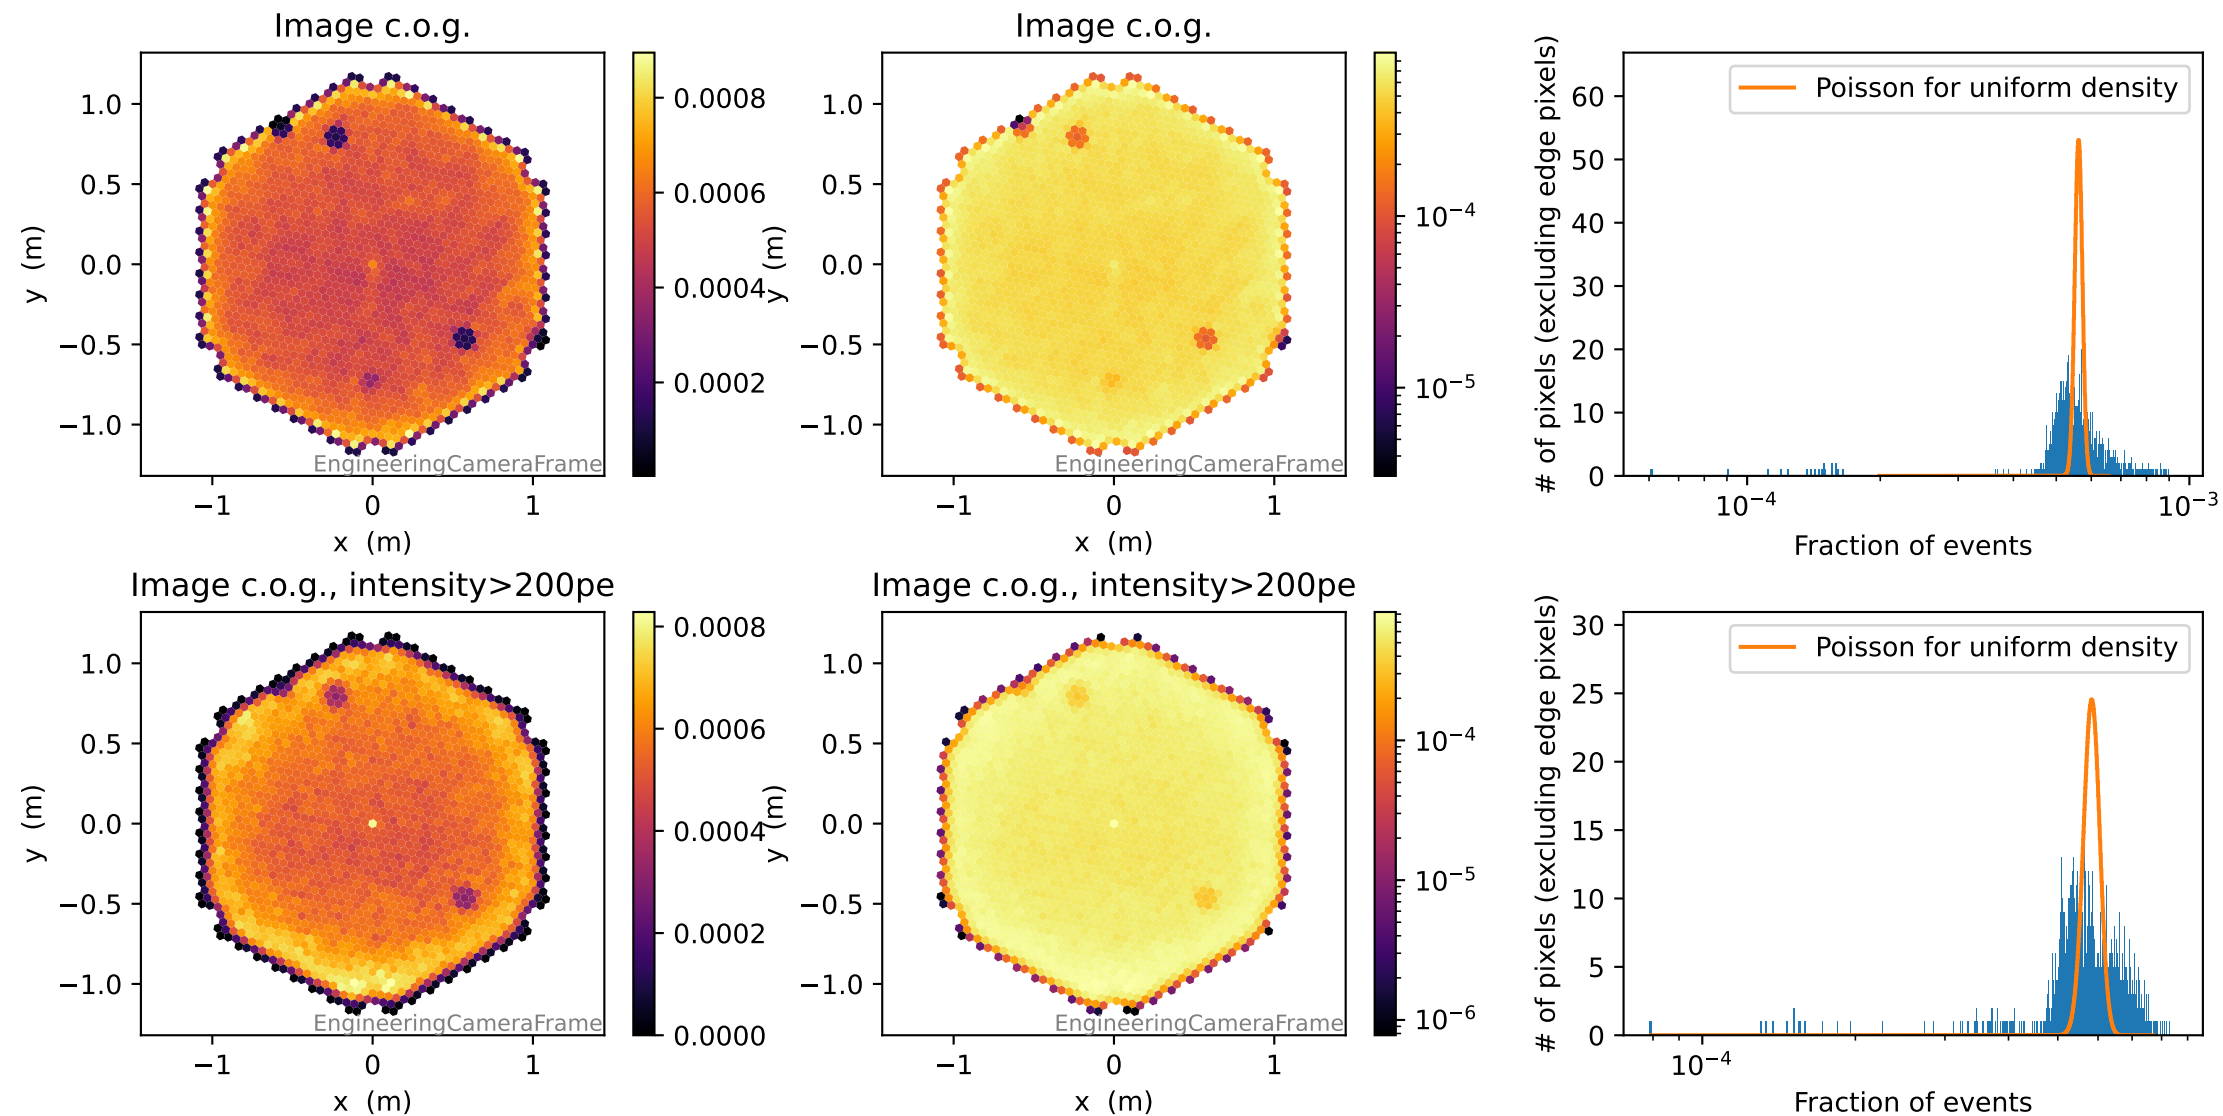 Image c.o.g.
y (m)
1.0
0.5
0.0
−0.5
−1.0
−1
0
1
x (m)
EngineeringCameraFrame
0.0008
0.0006
0.0004
0.0002
Image c.o.g.
y (m)
1.0
0.5
0.0
−0.5
−1.0
−1
0
1
x (m)
EngineeringCameraFrame
10⁻⁴
10⁻⁵
# of pixels (excluding edge pixels)
60
50
40
30
20
10
0
Poisson for uniform density
10⁻⁴
10⁻³
Fraction of events
Image c.o.g., intensity>200pe
y (m)
1.0
0.5
0.0
−0.5
−1.0
−1
0
1
x (m)
EngineeringCameraFrame
0.0008
0.0006
0.0004
0.0002
0.0000
Image c.o.g., intensity>200pe
y (m)
1.0
0.5
0.0
−0.5
−1.0
−1
0
1
x (m)
EngineeringCameraFrame
10⁻⁴
10⁻⁵
10⁻⁶
# of pixels (excluding edge pixels)
30
25
20
15
10
5
0
Poisson for uniform density
10⁻⁴
Fraction of events